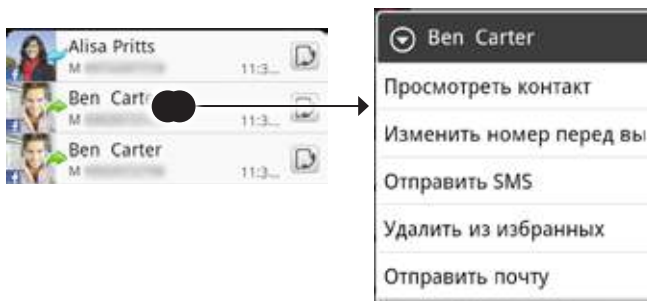 Alisa Pritts
M
11:3...
Ben Cart
M
11:3...
Ben Carter
M
11:3...
Ben Carter
Просмотреть контакт
Изменить номер перед вы
Отправить SMS
Удалить из избранных
Отправить почту